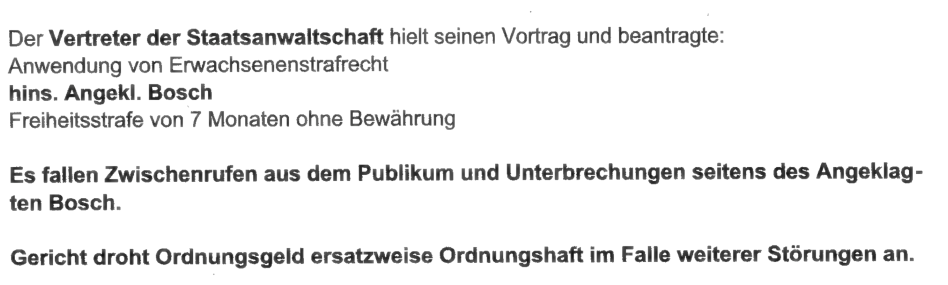 Der Vertreter der Staatsanwaltschaft hielt seinen Vortrag und beantragte:
Anwendung von Erwachsenenstrafrecht
hins. Angekl. Bosch
Freiheitsstrafe von 7 Monaten ohne Bewährung
Es fallen Zwischenrufen aus dem Publikum und Unterbrechungen seitens des Angeklag-
ten Bosch.
Gericht droht Ordnungsgeld ersatzweise Ordnungshaft im Falle weiterer Störungen an.